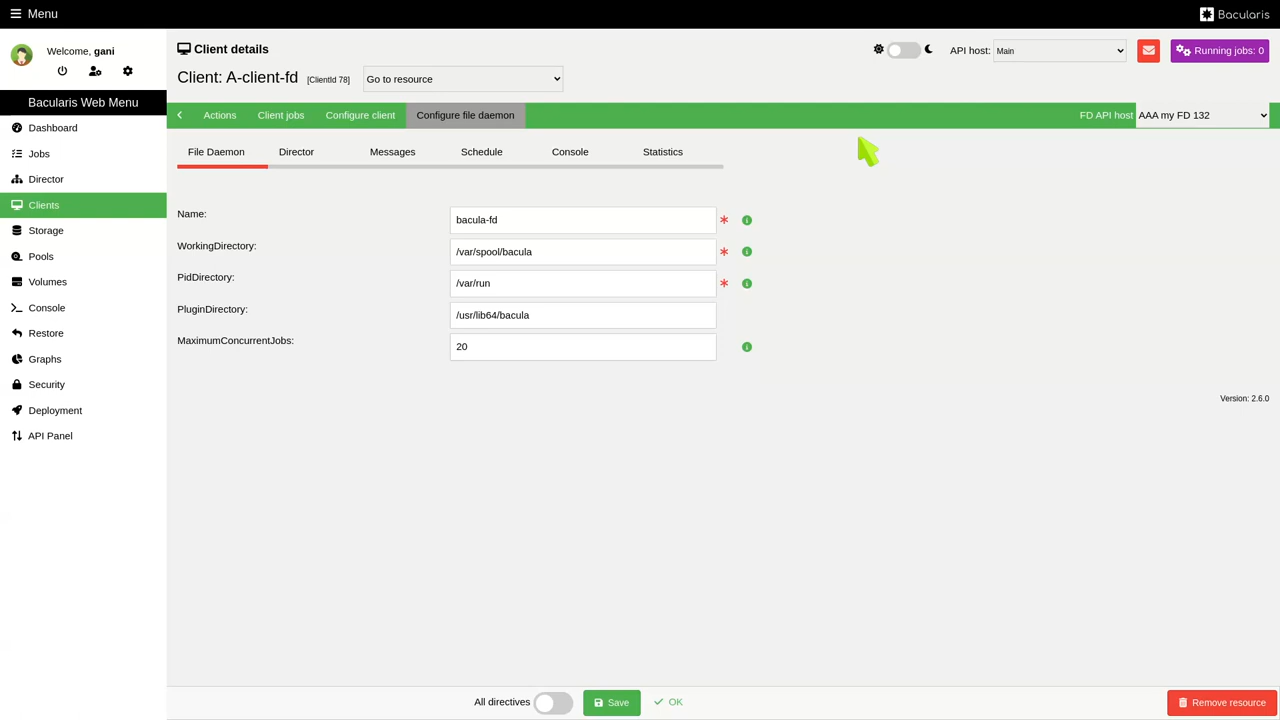 Menu
Bacularis
Welcome, gani
Bacularis Web Menu
Dashboard
Jobs
Director
Clients
Storage
Pools
Volumes
Console
Restore
Graphs
Security
Deployment
API Panel
Client details
API host: Main
Running jobs: 0
Client: A-client-fd [ClientId 78] Go to resource
Actions Client jobs Configure client Configure file daemon FD API host AAA my FD 132
File Daemon Director Messages Schedule Console Statistics
Name: bacula-fd *
WorkingDirectory: /var/spool/bacula *
PidDirectory: /var/run *
PluginDirectory: /usr/lib64/bacula
MaximumConcurrentJobs: 20
Version: 2.6.0
All directives Save OK Remove resource